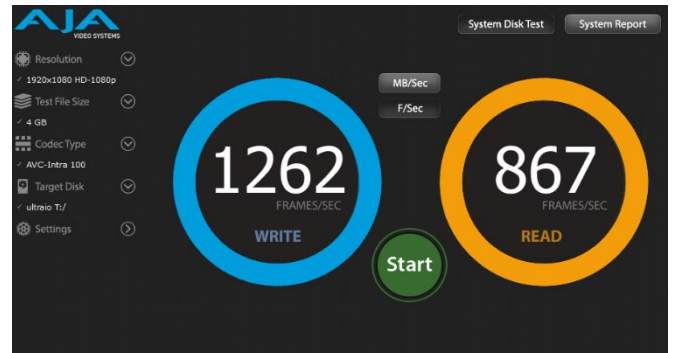 AJA
VIDEO SYSTEMS
System Disk Test
System Report
Resolution
✓ 1920x1080 HD-1080p
Test File Size
✓ 4 GB
Codec Type
✓ AVC-Intra 100
Target Disk
✓ ultraio T:/
Settings
MB/Sec
F/Sec
1262
FRAMES/SEC
WRITE
867
FRAMES/SEC
READ
Start